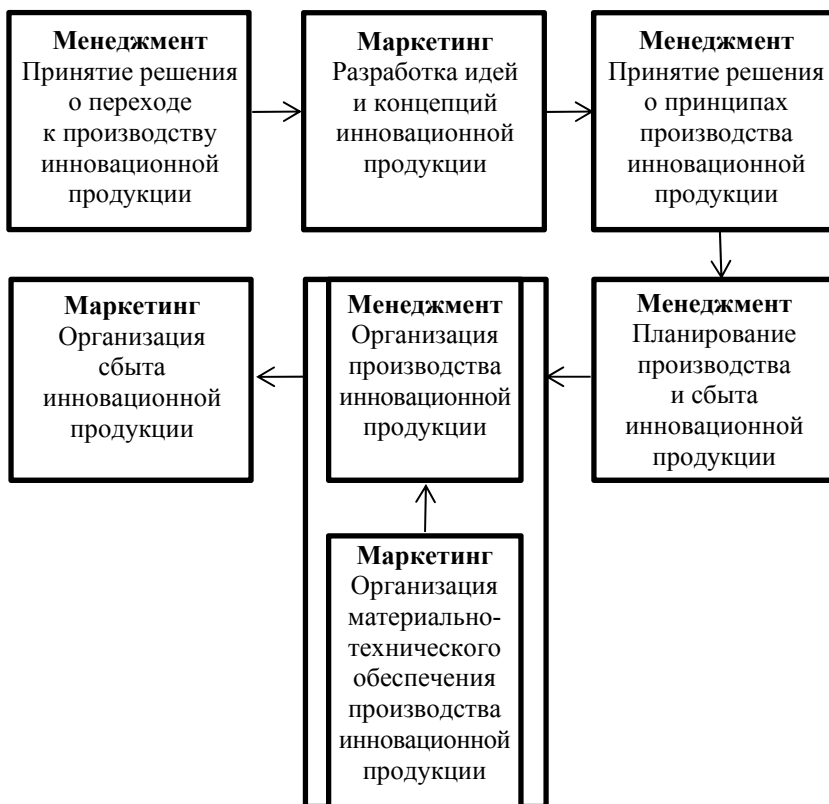 Менеджмент
Принятие решения
о переходе
к производству
инновационной
продукции
Маркетинг
Разработка идей
и концепций
инновационной
продукции
Менеджмент
Принятие решения
о принципах
производства
инновационной
продукции
Маркетинг
Организация
сбыта
инновационной
продукции
Менеджмент
Организация
производства
инновационной
продукции
Менеджмент
Планирование
производства
и сбыта
инновационной
продукции
Маркетинг
Организация
материально-
технического
обеспечения
производства
инновационной
продукции